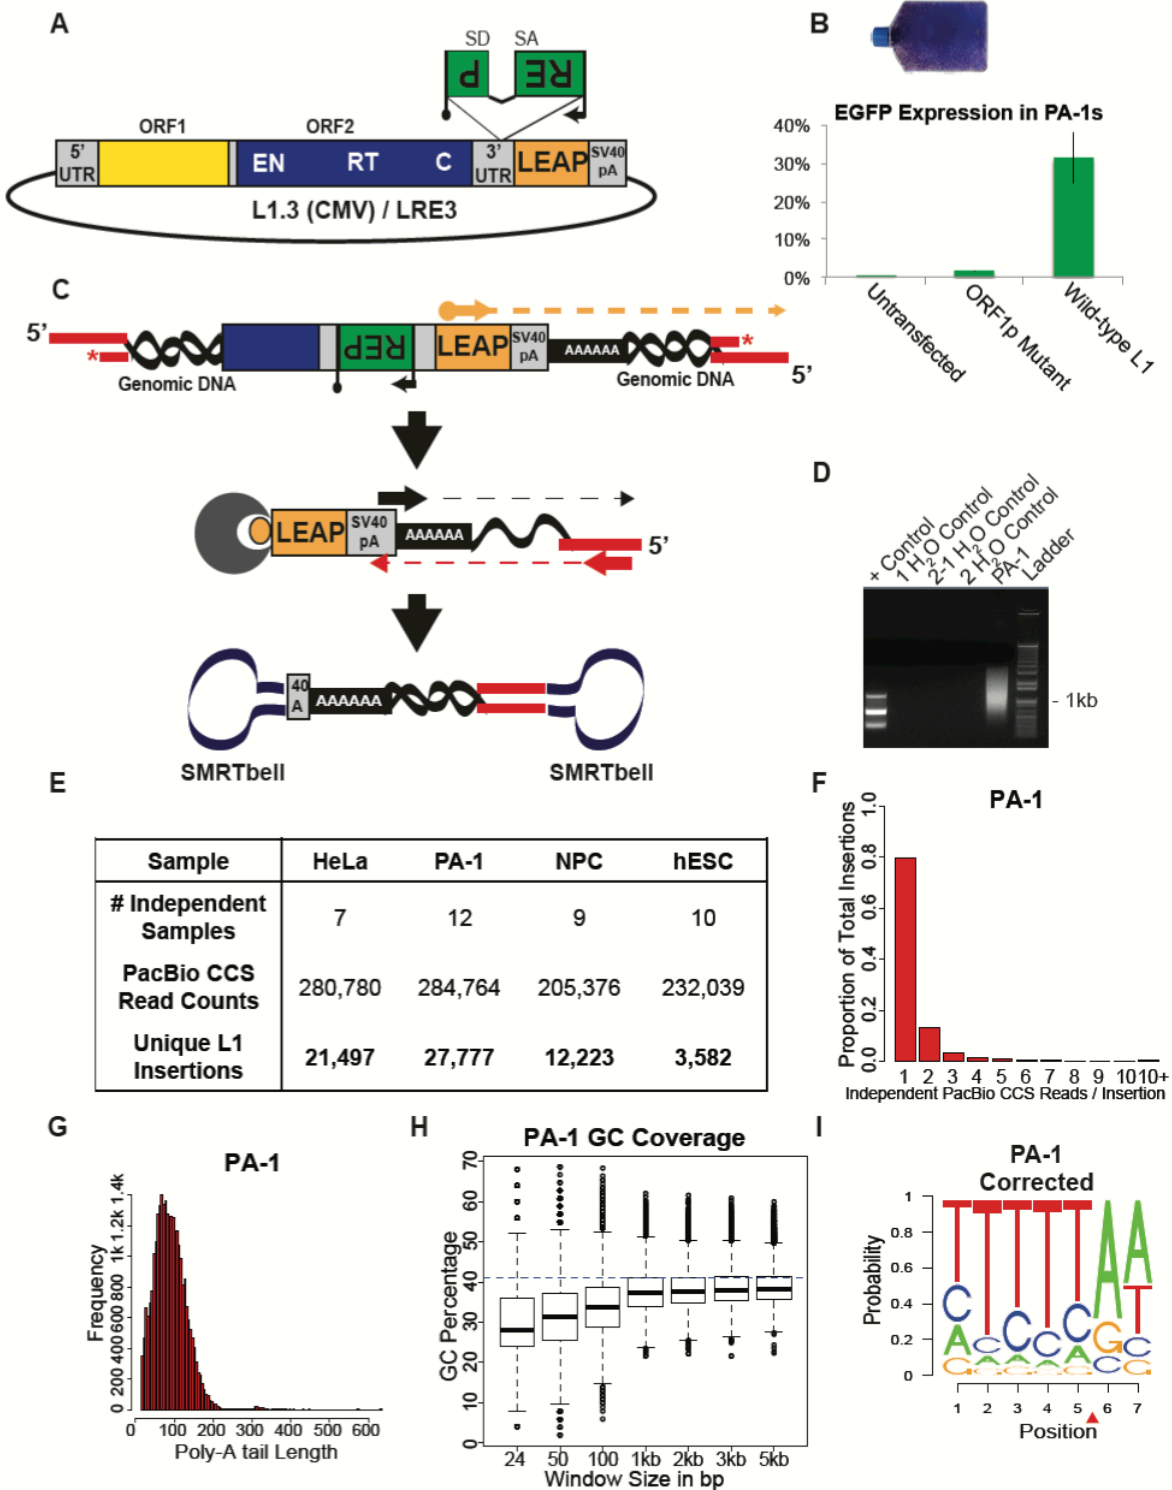 A
SD SA
P RE
ORF1 ORF2
5' UTR
EN RT C
3' UTR
LEAP
SV40 pA
L1.3 (CMV) / LRE3
B
EGFP Expression in PA-1s
40%
30%
20%
10%
0%
Untransfected
ORF1p Mutant
Wild-type L1
C
5'
*
REP
LEAP
SV40 pA
AAAAAA
*
Genomic DNA
Genomic DNA
5'
LEAP
SV40 pA
AAAAAA
5'
40 A
AAAAAA
SMRTbell
SMRTbell
D
+ Control
1 H2O Control
2-1 H2O Control
2 H2O Control
PA-1
Ladder
- 1kb
E
Sample HeLa PA-1 NPC hESC
# Independent Samples 7 12 9 10
PacBio CCS Read Counts 280,780 284,764 205,376 232,039
Unique L1 Insertions 21,497 27,777 12,223 3,582
F
PA-1
Proportion of Total Insertions
0.0 0.2 0.4 0.6 0.8 1.0
1 2 3 4 5 6 7 8 9 10 10+
Independent PacBio CCS Reads / Insertion
G
PA-1
Frequency
0 200 400 600 800 1k 1.2k 1.4k
0 100 200 300 400 500 600
Poly-A tail Length
H
PA-1 GC Coverage
GC Percentage
0 10 20 30 40 50 60 70
24 50 100 1kb 2kb 3kb 5kb
Window Size in bp
I
PA-1
Corrected
Probability
1
0.8
0.6
0.4
0.2
0
T T T T T A A
C C C C C G T
A A A A A C C
G G G G G
1 2 3 4 5 6 7
Position